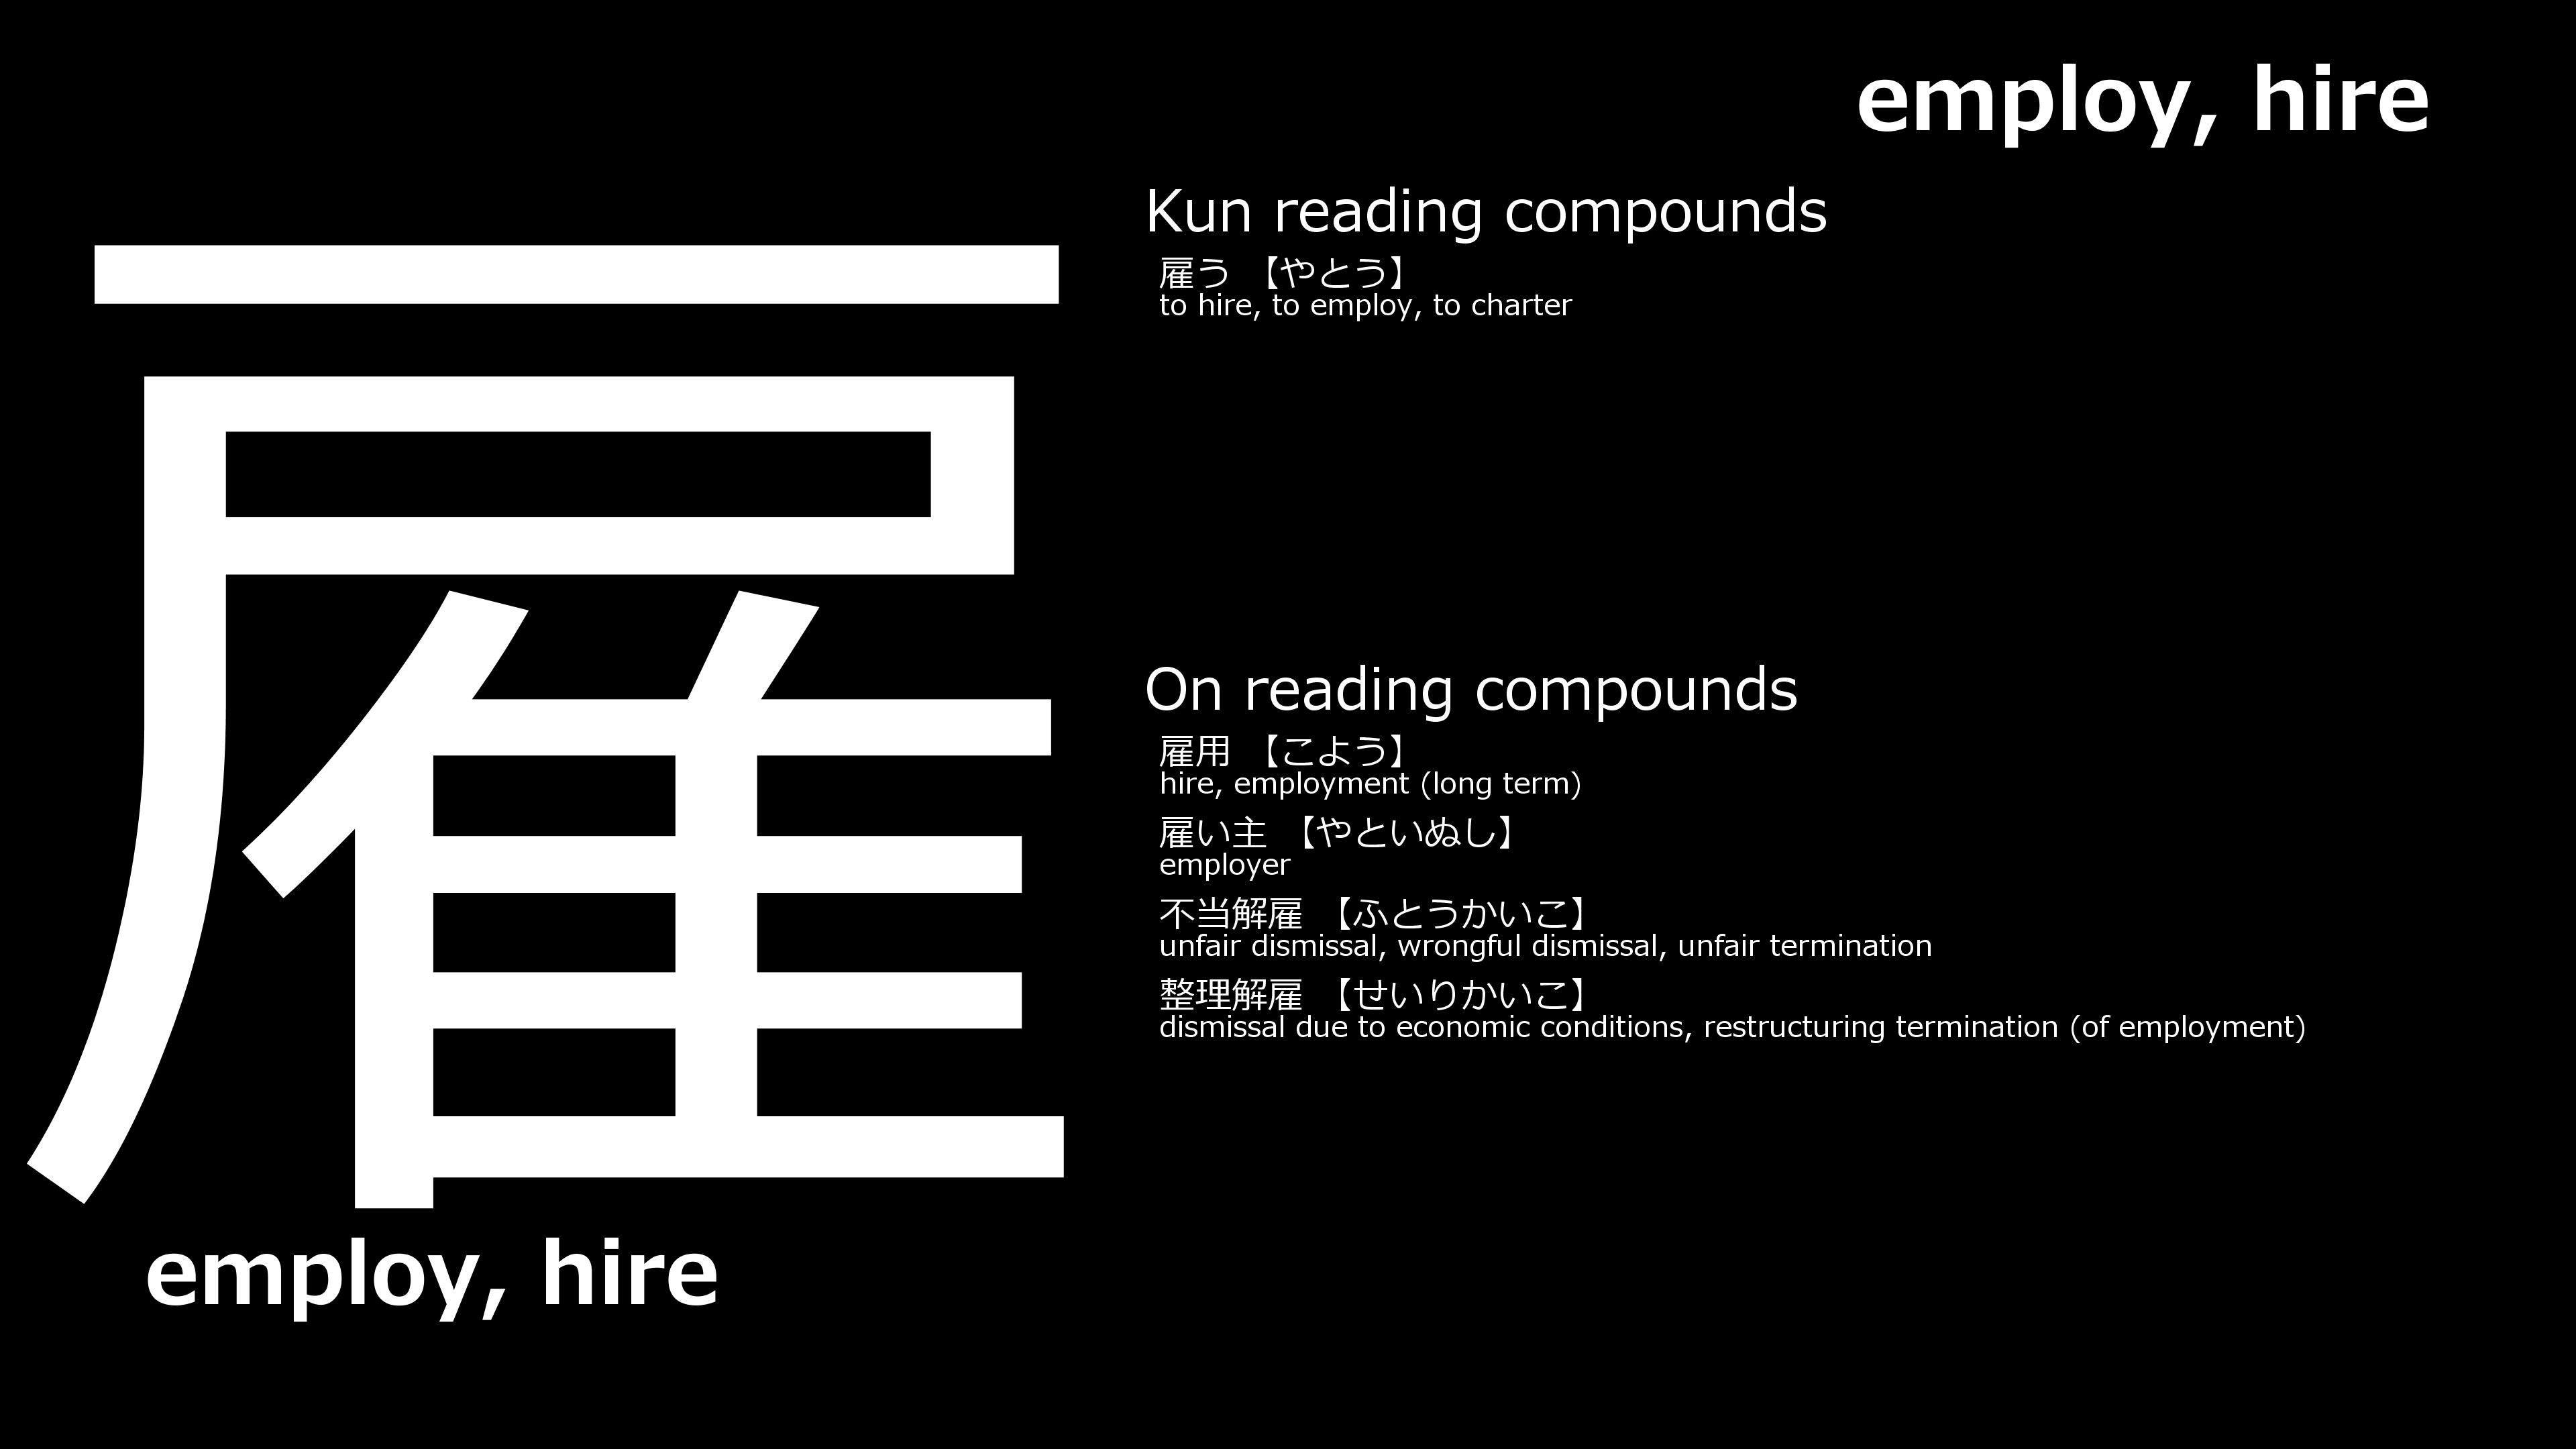 employ, hire
雇
employ, hire
Kun reading compounds
雇う 【やとう】
to hire, to employ, to charter
On reading compounds
雇用 【こよう】
hire, employment (long term)
雇い主 【やといぬし】
employer
不当解雇 【ふとうかいこ】
unfair dismissal, wrongful dismissal, unfair termination
整理解雇 【せいりかいこ】
dismissal due to economic conditions, restructuring termination (of employment)